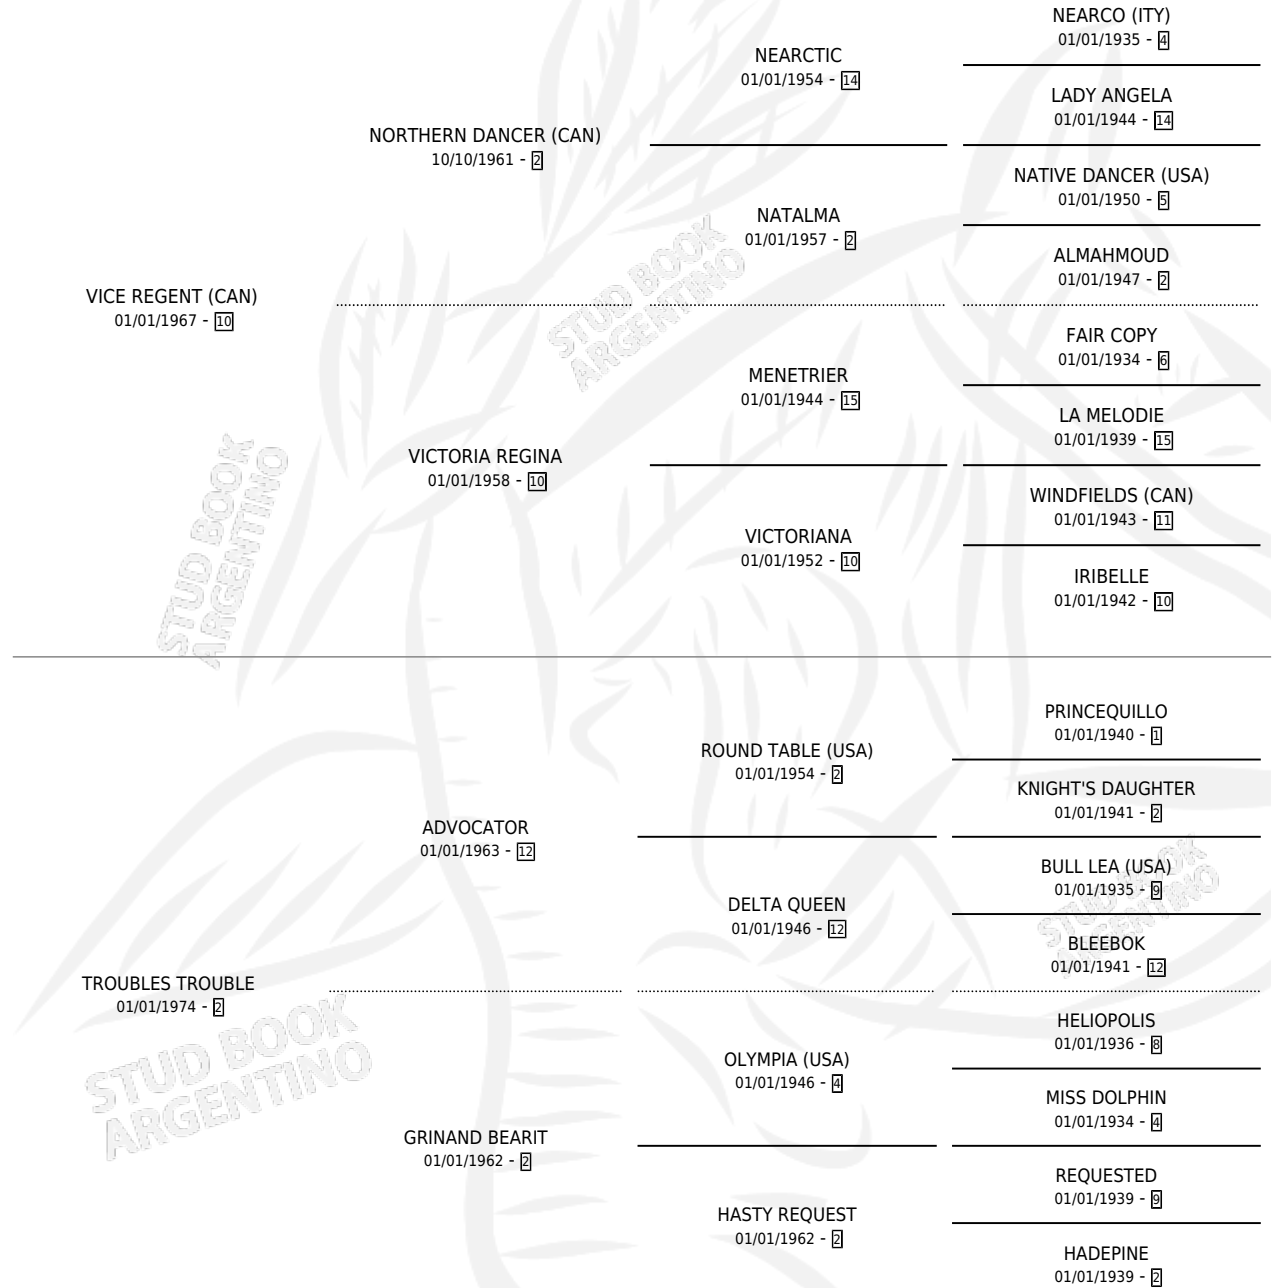 NEARCO (ITY)
01/01/1935 - 4
NEARCTIC
01/01/1954 - 14
LADY ANGELA
01/01/1944 - 14
NORTHERN DANCER (CAN)
10/10/1961 - 2
NATIVE DANCER (USA)
01/01/1950 - 5
NATALMA
01/01/1957 - 2
ALMAHMOUD
01/01/1947 - 2
VICE REGENT (CAN)
01/01/1967 - 10
STUD BOOK
ARGENTINO
FAIR COPY
01/01/1934 - 6
MENETRIER
01/01/1944 - 15
LA MELODIE
01/01/1939 - 15
VICTORIA REGINA
01/01/1958 - 10
WINDFIELDS (CAN)
01/01/1943 - 11
VICTORIANA
01/01/1952 - 10
IRIBELLE
01/01/1942 - 10
STUD BOOK
ARGENTINO
PRINCEQUILLO
01/01/1940 - 1
ROUND TABLE (USA)
01/01/1954 - 2
KNIGHT'S DAUGHTER
01/01/1941 - 2
ADVOCATOR
01/01/1963 - 12
BULL LEA (USA)
01/01/1935 - 9
DELTA QUEEN
01/01/1946 - 12
BLEEBOK
01/01/1941 - 12
STUD BOOK
ARGENTINO
TROUBLES TROUBLE
01/01/1974 - 2
HELIOPOLIS
01/01/1936 - 8
OLYMPIA (USA)
01/01/1946 - 4
MISS DOLPHIN
01/01/1934 - 4
STUD BOOK
ARGENTINO
GRINAND BEARIT
01/01/1962 - 2
REQUESTED
01/01/1939 - 9
HASTY REQUEST
01/01/1962 - 2
HADEPINE
01/01/1939 - 2